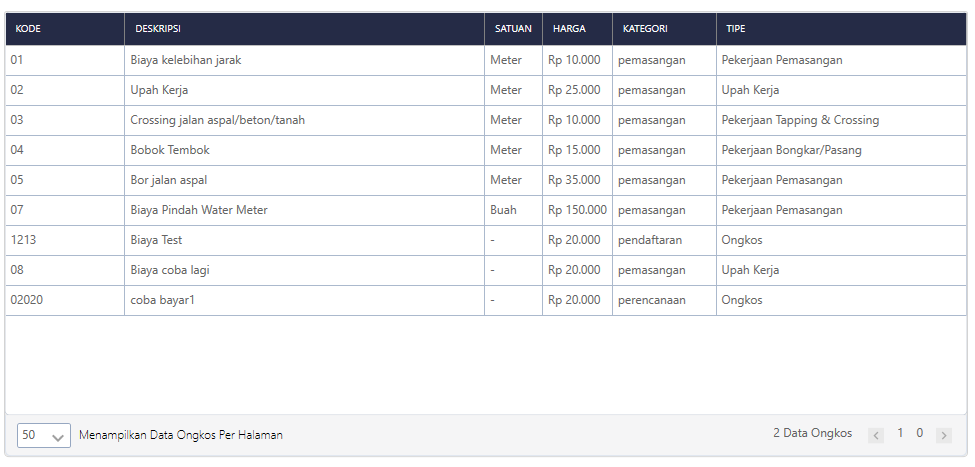 KODE DESKRIPSI SATUAN HARGA KATEGORI TIPE
01 Biaya kelebihan jarak Meter Rp 10.000 pemasangan Pekerjaan Pemasangan
02 Upah Kerja Meter Rp 25.000 pemasangan Upah Kerja
03 Crossing jalan aspal/beton/tanah Meter Rp 10.000 pemasangan Pekerjaan Tapping & Crossing
04 Bobok Tembok Meter Rp 15.000 pemasangan Pekerjaan Bongkar/Pasang
05 Bor jalan aspal Meter Rp 35.000 pemasangan Pekerjaan Pemasangan
07 Biaya Pindah Water Meter Buah Rp 150.000 pemasangan Pekerjaan Pemasangan
1213 Biaya Test - Rp 20.000 pendaftaran Ongkos
08 Biaya coba lagi - Rp 20.000 pemasangan Upah Kerja
02020 coba bayar1 - Rp 20.000 perencanaan Ongkos
50 Menampilkan Data Ongkos Per Halaman 2 Data Ongkos < 1 0 >